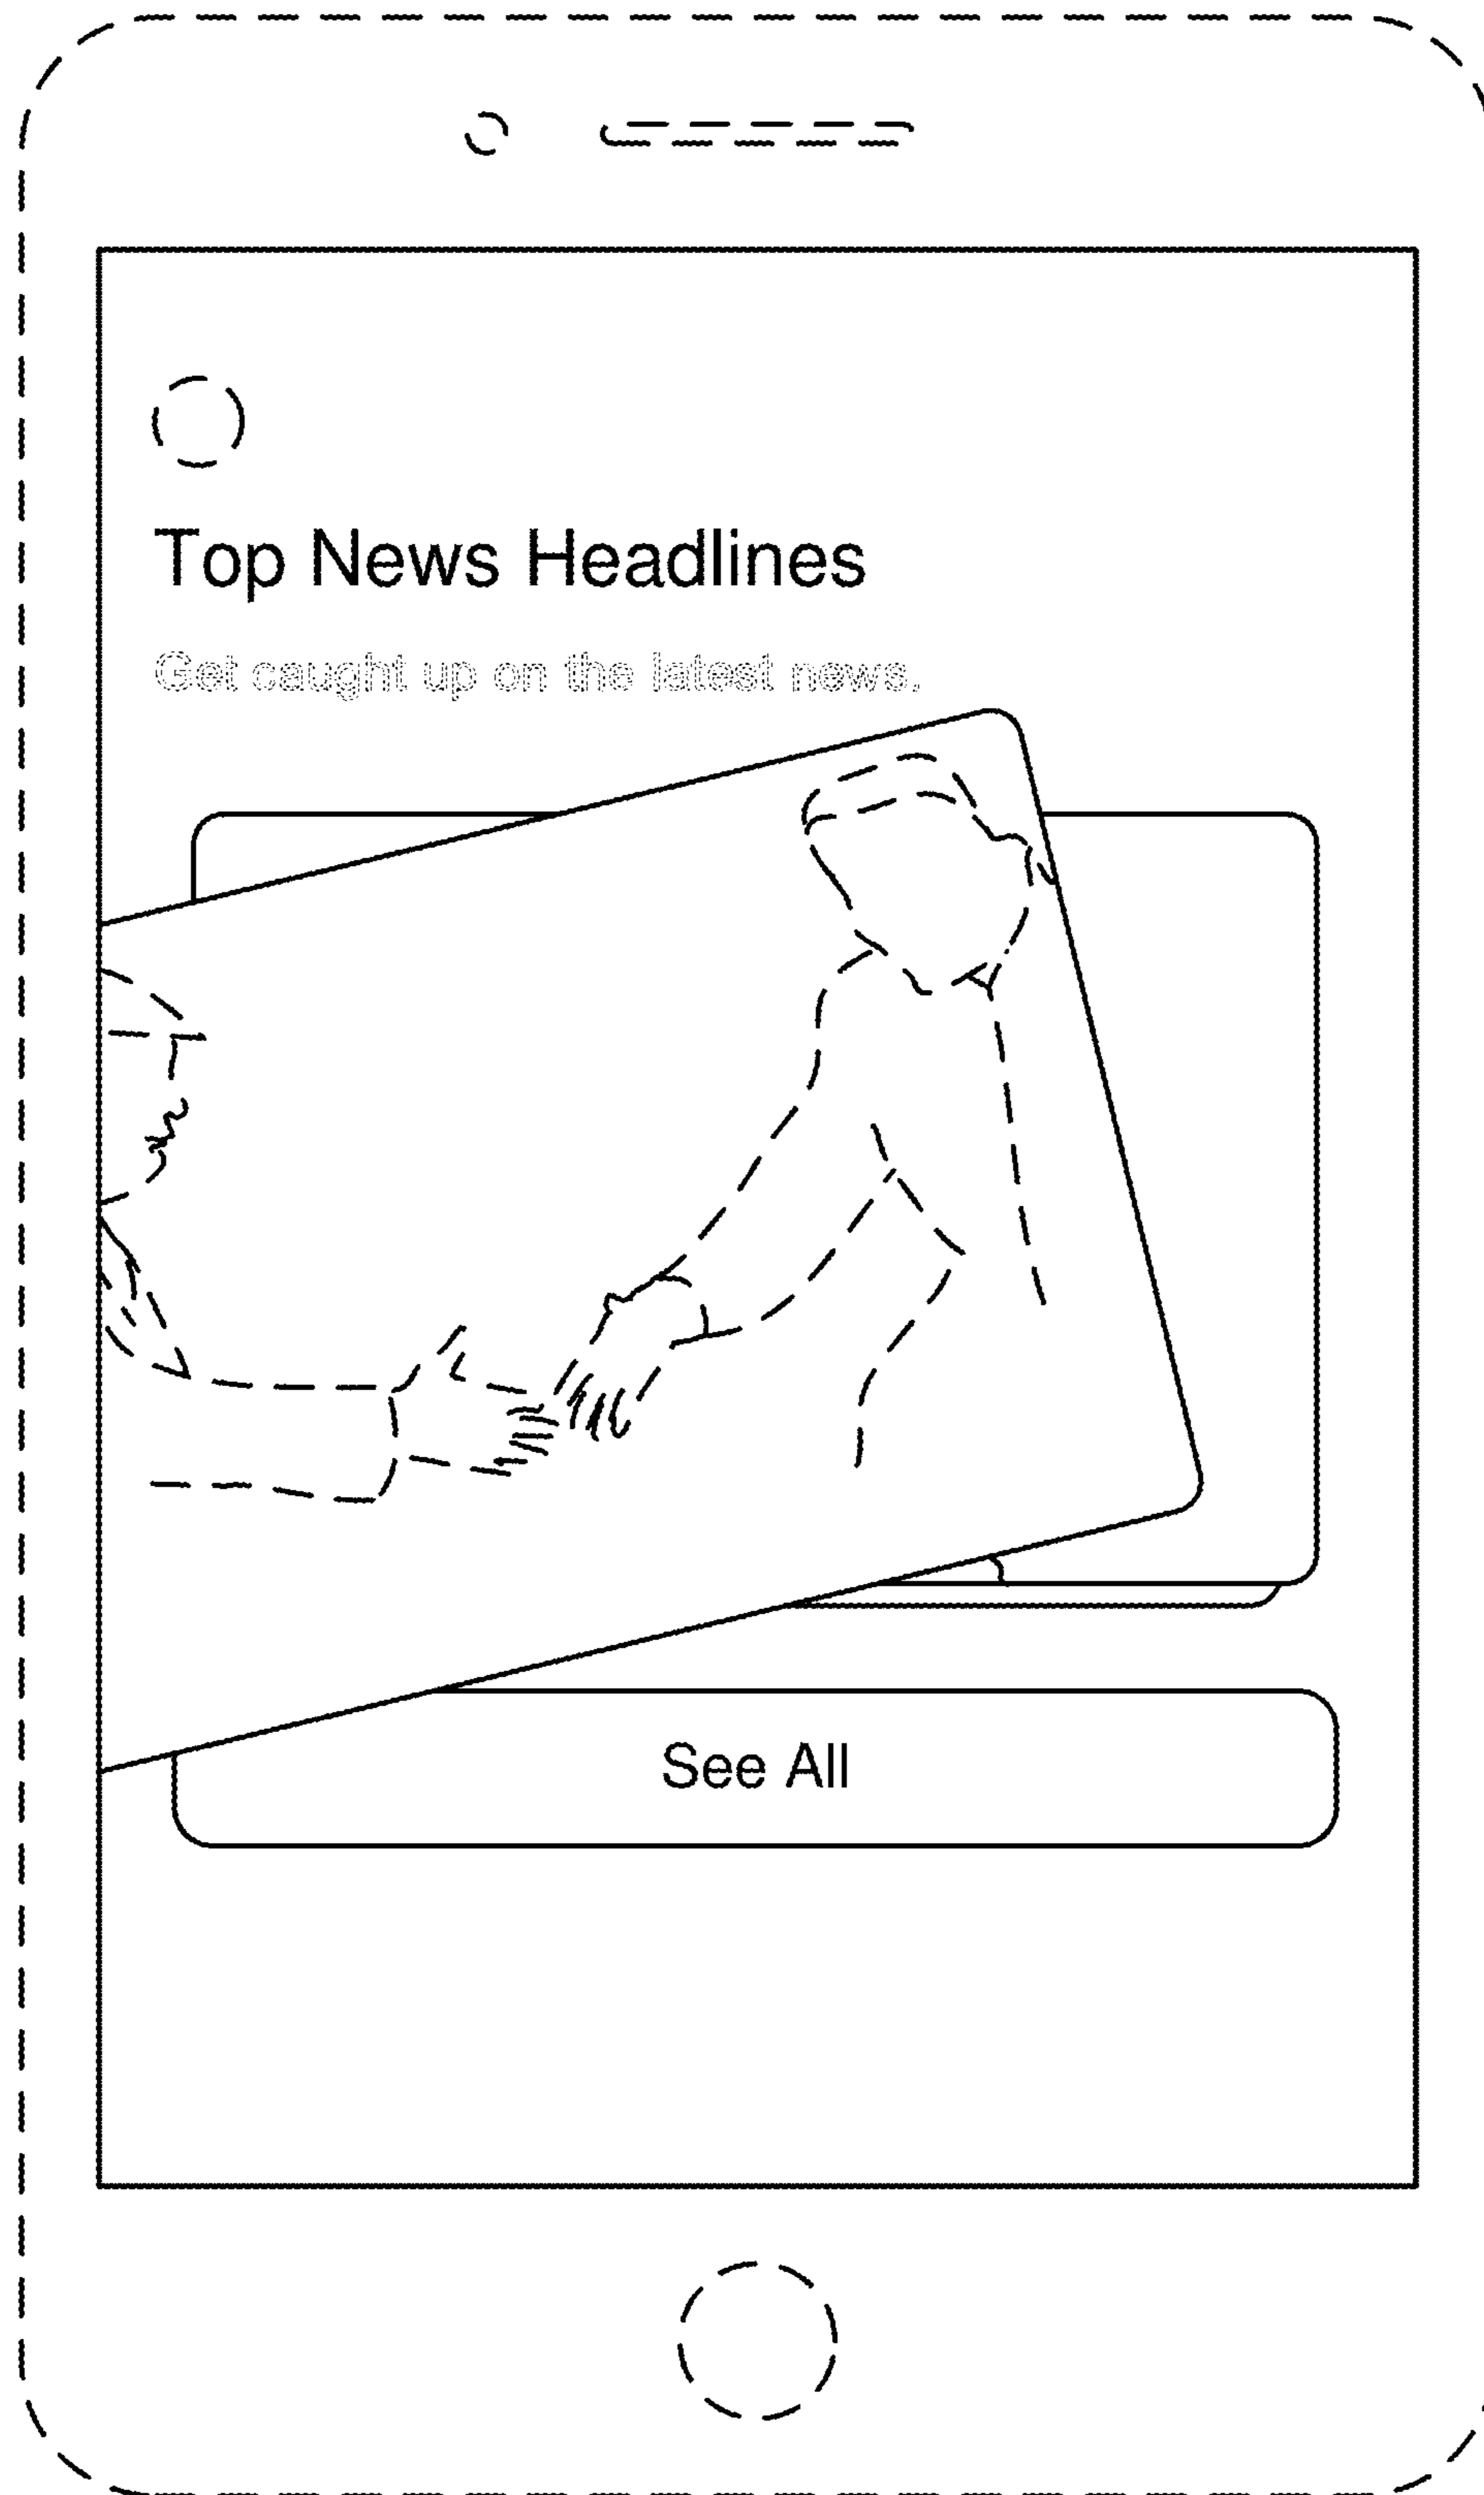 Top News Headlines
Get caught up on the latest news.
See All